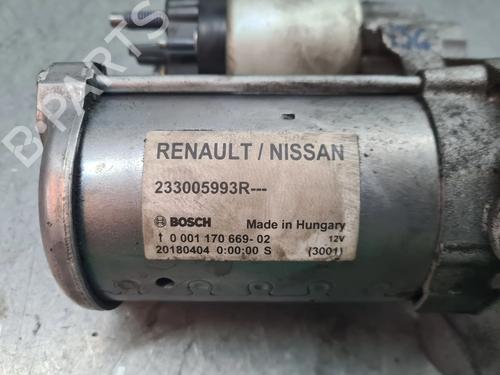 RENAULT / NISSAN
233005993R---
BOSCH Made in Hungary
0 001 170 669-02 12V
20180404 0:00:00 S (3001)
B-PARTS